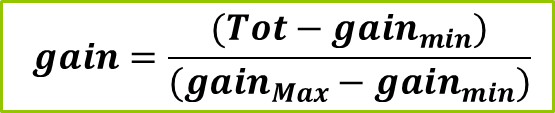 gain = (Tot − gain_min) / (gain_Max − gain_min)